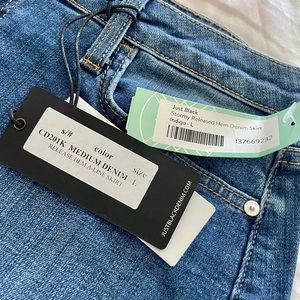 Just Black
Stormy Released Hem Denim Skirt
Indigo - L
137669232
s/#
color
size
CD201K MEDIUM DENIM L
RELEASE HEM A-LINE SKIRT
JUSTBLACKDENIM.COM